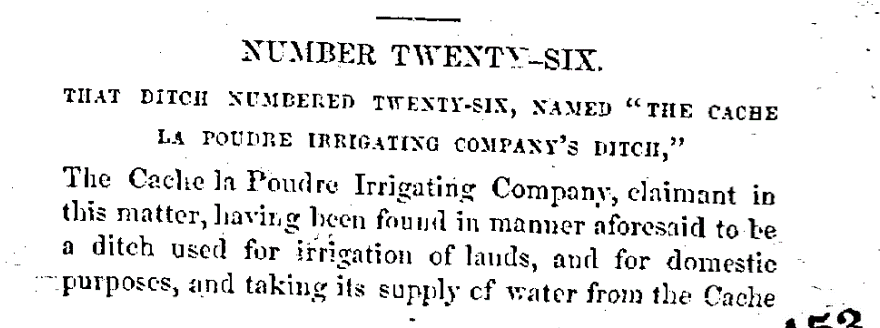 NUMBER TWENTY-SIX.
THAT DITCH NUMBERED TWENTY-SIX, NAMED "THE CACHE
LA POUDRE IRRIGATING COMPANY'S DITCH,"
The Cache la Poudre Irrigating Company, claimant in
this matter, having been found in manner aforesaid to be
a ditch used for irrigation of lands, and for domestic
purposes, and taking its supply of water from the Cache